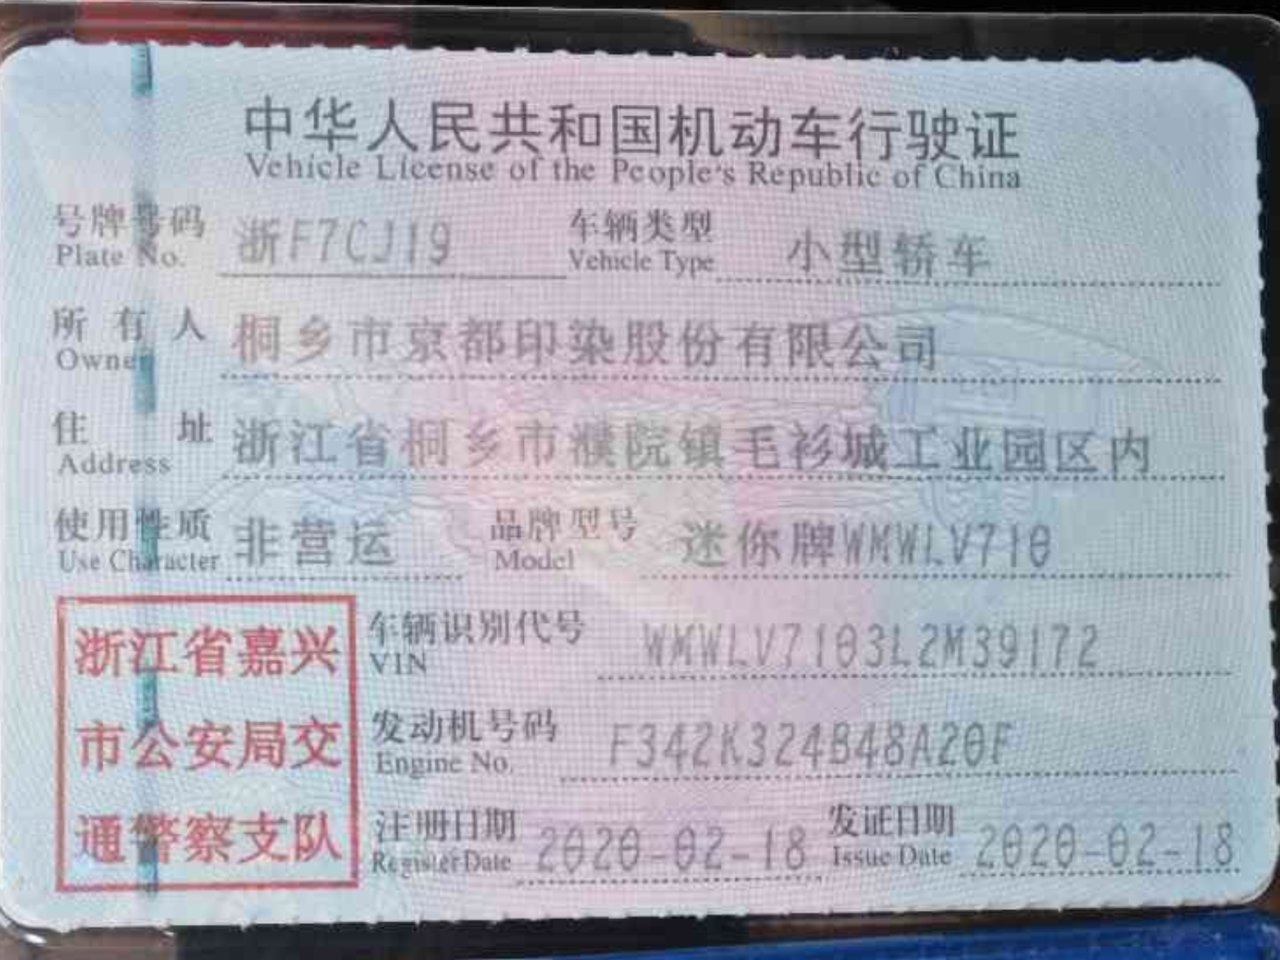 中华人民共和国机动车行驶证
Vehicle License of the People's Republic of China
号牌号码 浙F7CJ19 车辆类型 小型轿车
Plate No. Vehicle Type
所有人 桐乡市京都印染股份有限公司
Owner
住址 浙江省桐乡市濮院镇毛衫城工业园区内
Address
使用性质 非营运 品牌型号 迷你牌WMWLV710
Use Character Model
浙江省嘉兴
市公安局交
通警察支队
车辆识别代号 WMWLV7103L2M39172
VIN
发动机号码 F342K324B48A20F
Engine No.
注册日期 2020-02-18 发证日期 2020-02-18
Register Date Issue Date